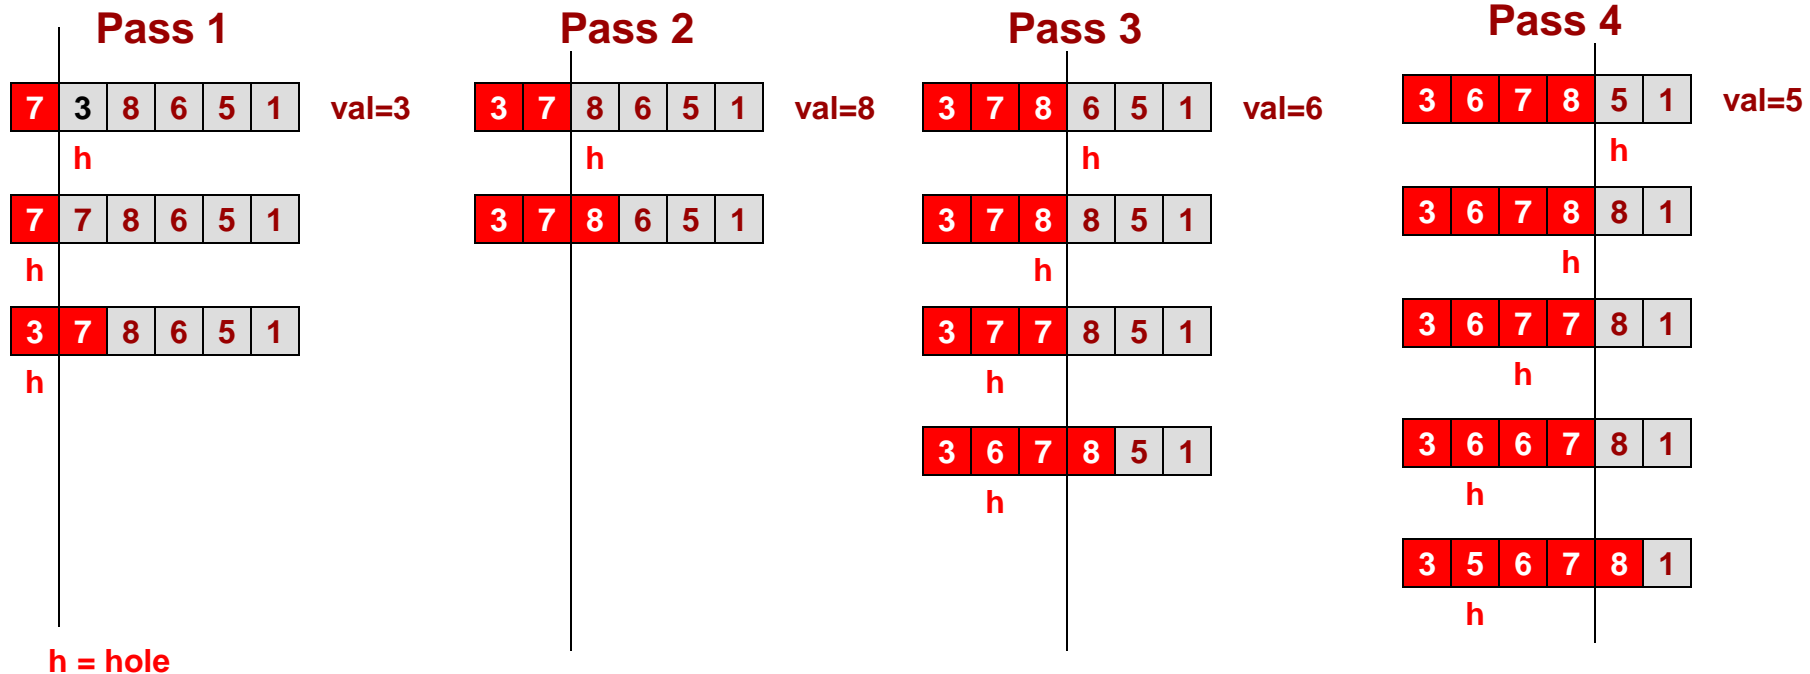 Pass 1
7 3 8 6 5 1 val=3
h
7 7 8 6 5 1
h
3 7 8 6 5 1
h
h = hole
Pass 2
3 7 8 6 5 1 val=8
h
3 7 8 6 5 1
Pass 3
3 7 8 6 5 1 val=6
h
3 7 8 8 5 1
h
3 7 7 8 5 1
h
3 6 7 8 5 1
h
Pass 4
3 6 7 8 5 1 val=5
h
3 6 7 8 8 1
h
3 6 7 7 8 1
h
3 6 6 7 8 1
h
3 5 6 7 8 1
h